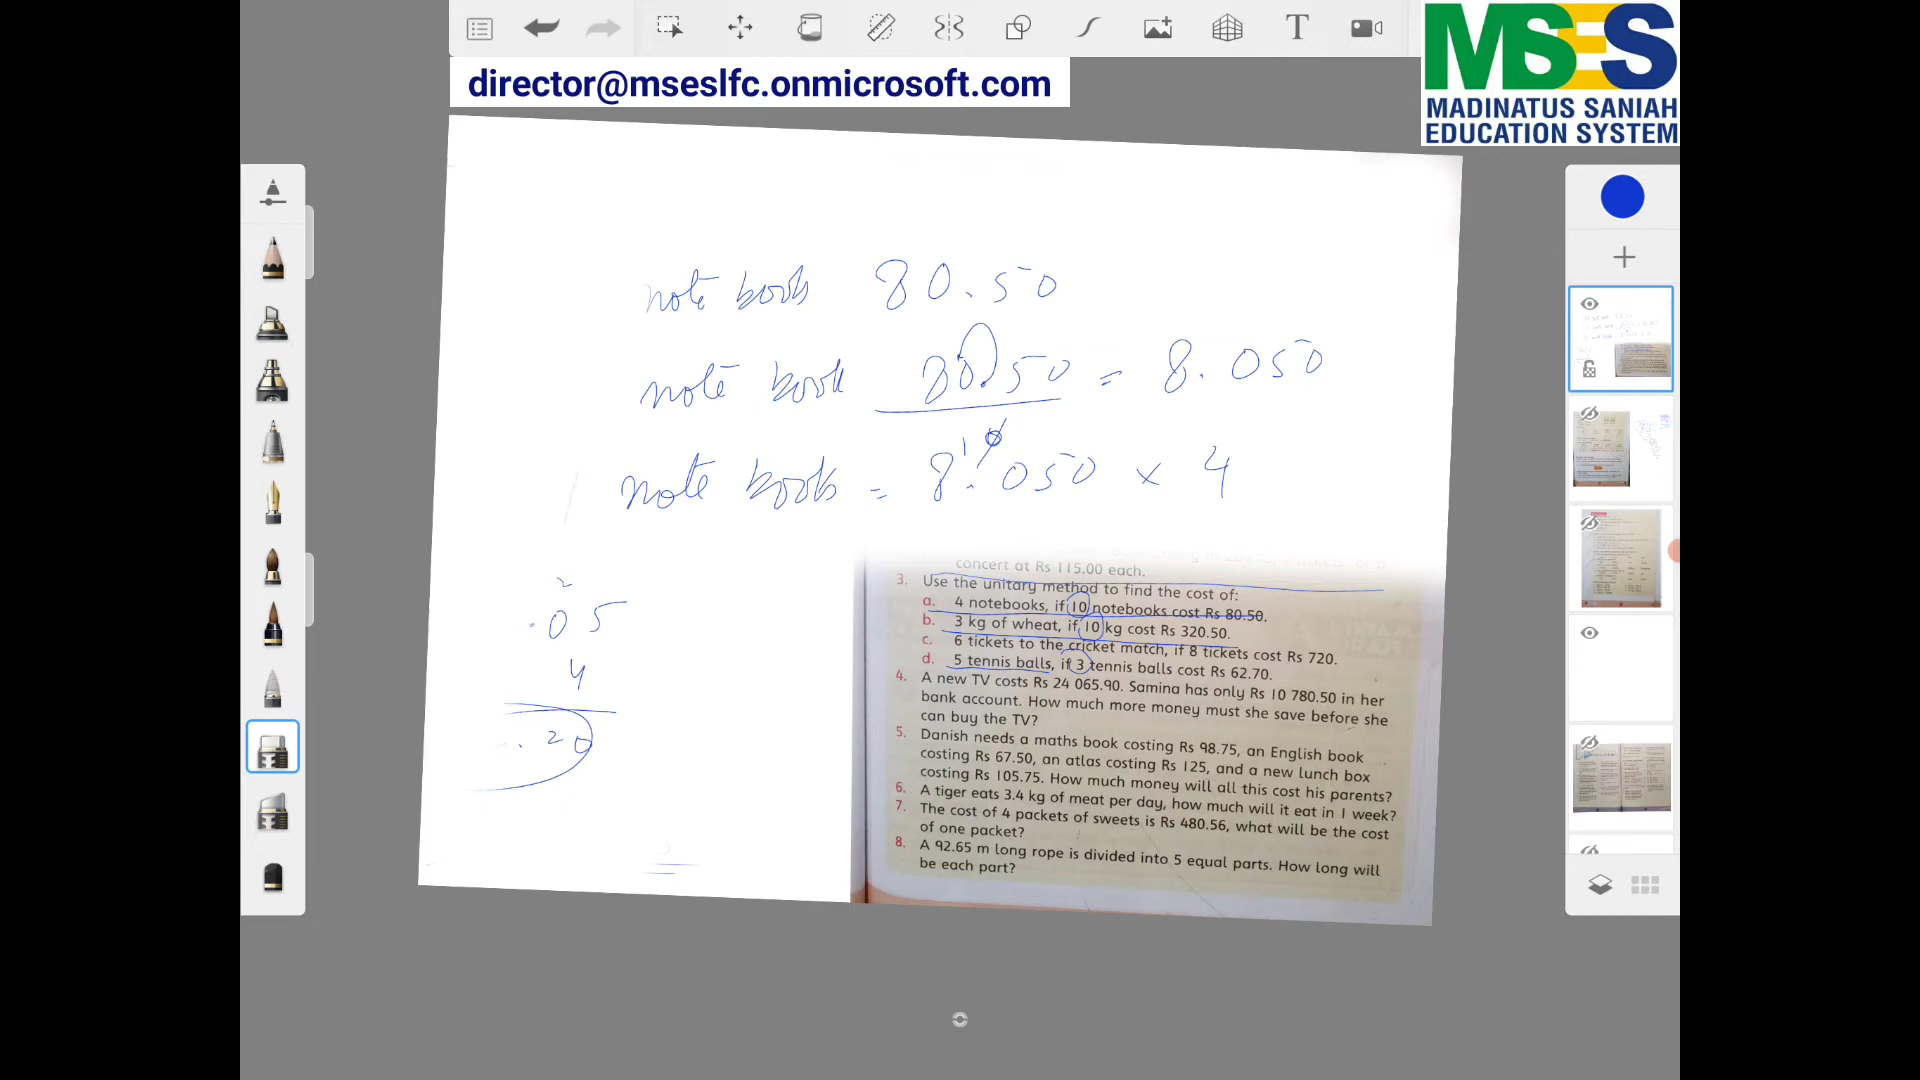 director@mseslfc.onmicrosoft.com
MSES
MADINATUS SANIAH
EDUCATION SYSTEM
note books 80.50
note book 80.50 = 8.050
10
note books = 8.050 x 4
2
.05
4
.20
concert at Rs 115.00 each.
3. Use the unitary method to find the cost of:
a. 4 notebooks, if 10 notebooks cost Rs 80.50.
b. 3 kg of wheat, if 10 kg cost Rs 320.50.
c. 6 tickets to the cricket match, if 8 tickets cost Rs 720.
d. 5 tennis balls, if 3 tennis balls cost Rs 62.70.
4. A new TV costs Rs 24 065.90. Samina has only Rs 10 780.50 in her
bank account. How much more money must she save before she
can buy the TV?
5. Danish needs a maths book costing Rs 98.75, an English book
costing Rs 67.50, an atlas costing Rs 125, and a new lunch box
costing Rs 105.75. How much money will all this cost his parents?
6. A tiger eats 3.4 kg of meat per day, how much will it eat in 1 week?
7. The cost of 4 packets of sweets is Rs 480.56, what will be the cost
of one packet?
8. A 92.65 m long rope is divided into 5 equal parts. How long will
be each part?